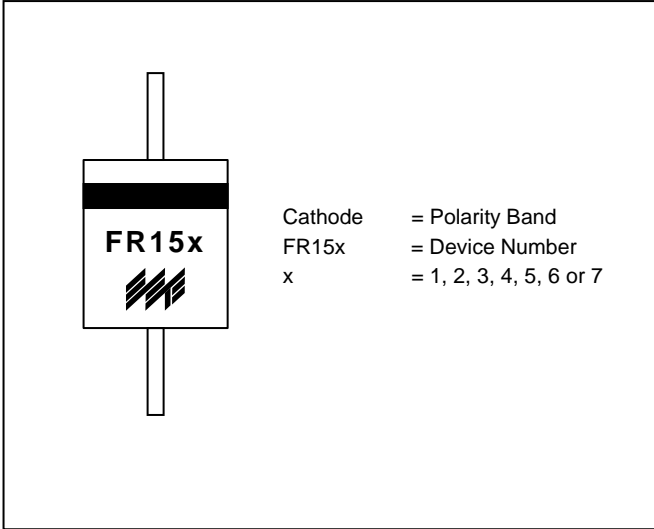 FR15x
Cathode = Polarity Band
FR15x = Device Number
x = 1, 2, 3, 4, 5, 6 or 7